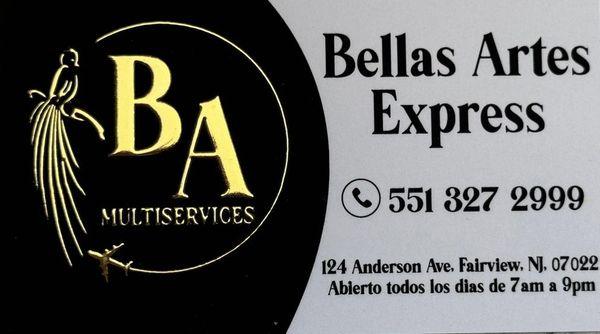 BA
MULTISERVICES
Bellas Artes
Express
551 327 2999
124 Anderson Ave. Fairview, NJ, 07022
Abierto todos los dias de 7am a 9pm